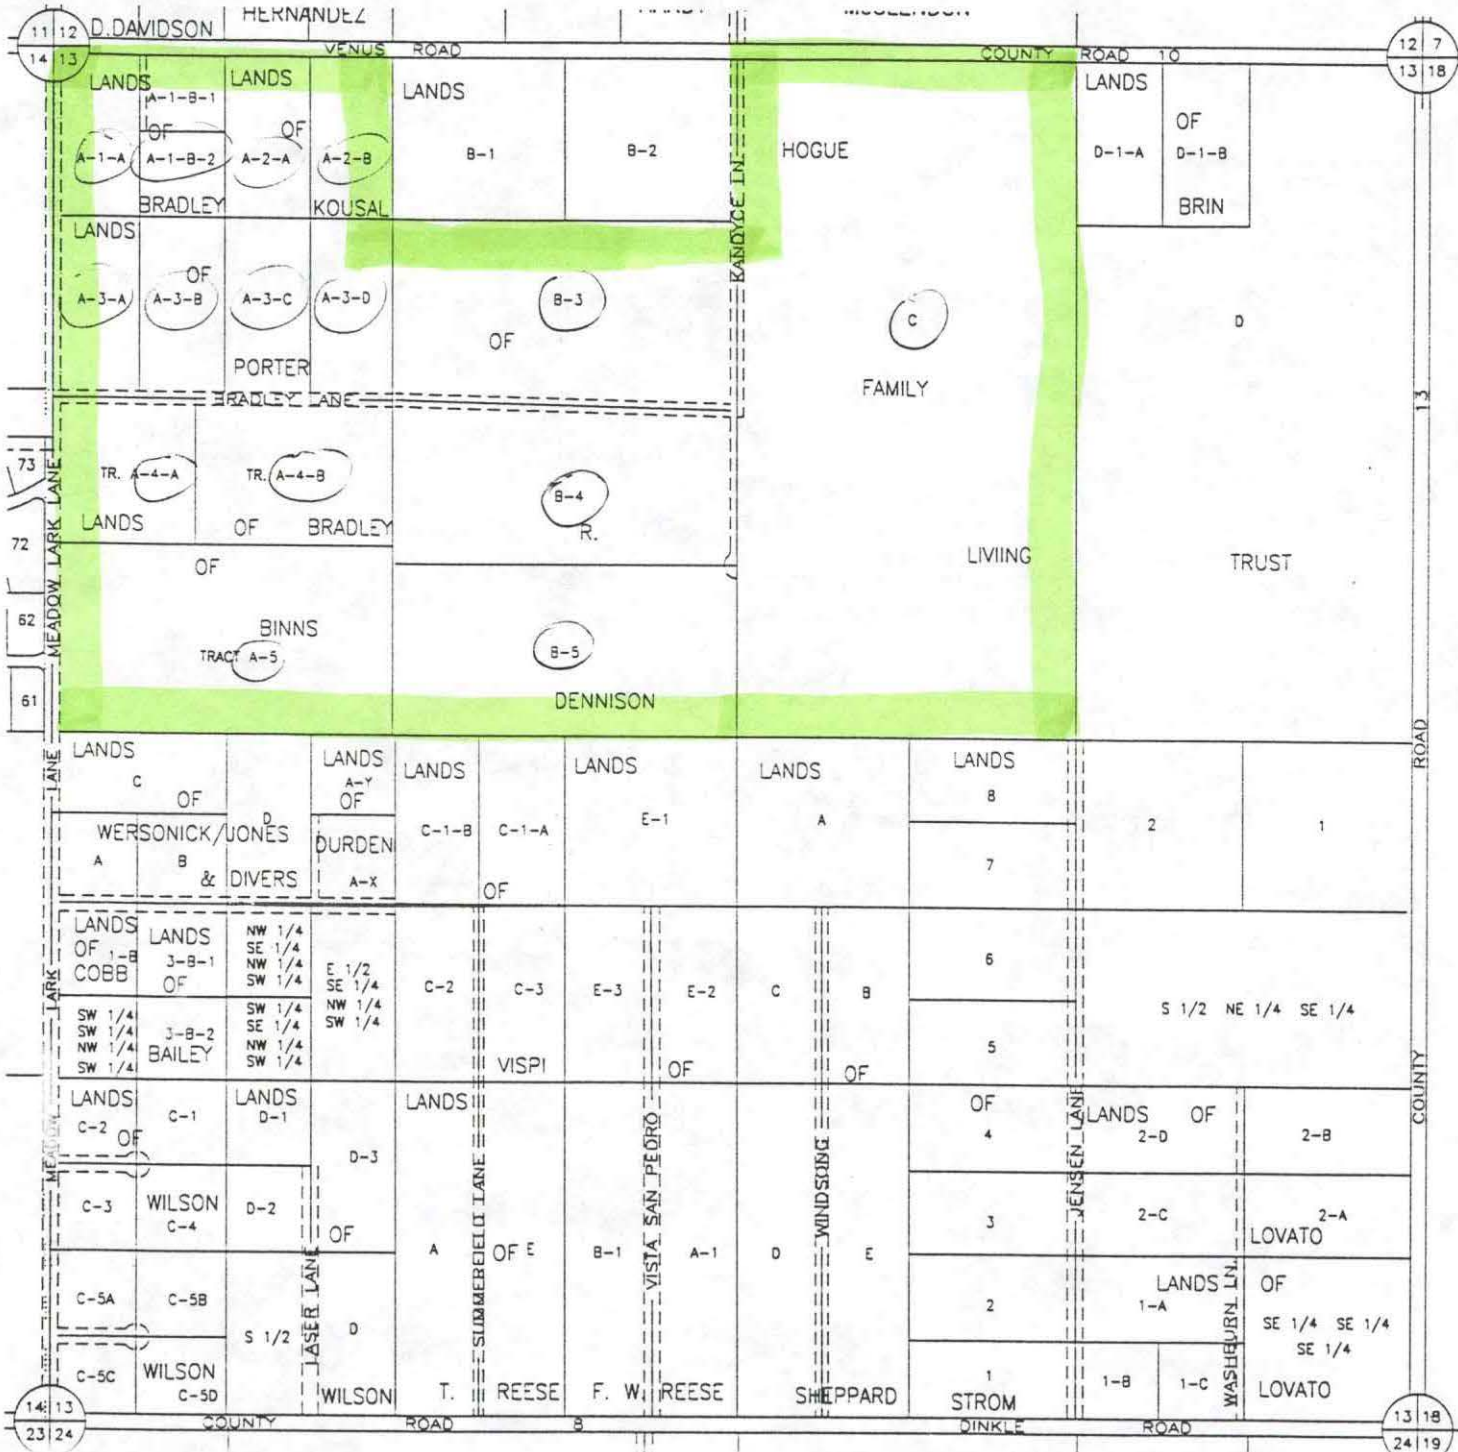 HERNANDEZ
11 12
14 13
D.DAVIDSON
VENUS ROAD
COUNTY ROAD 10
12 7
13 18
LANDS
A-1-B-1
LANDS
LANDS
HOGUE
LANDS
OF
OF
OF
A-1-A
A-1-B-2
A-2-A
A-2-B
B-1
B-2
D-1-A
D-1-B
BRADLEY
KOUSAL
BRIN
LANDS
KANDYCE LN.
OF
A-3-A
A-3-B
A-3-C
A-3-D
B-3
C
D
OF
PORTER
FAMILY
BRADLEY LANE
13
73
TR. A-4-A
TR. A-4-B
B-4
LANDS
OF
BRADLEY
R.
72
OF
LIVIING
TRUST
MEADOW LARK LANE
62
BINNS
TRACT A-5
B-5
61
DENNISON
ROAD
LANDS
LANDS
LANDS
LANDS
LANDS
LANDS
C
OF
A-Y
OF
8
LANE
D
WERSONICK/JONES
DURDEN
C-1-B
C-1-A
E-1
A
2
1
A
B
& DIVERS
A-X
7
OF
LANDS
OF 1-B
COBB
LANDS
3-B-1
OF
NW 1/4
SE 1/4
NW 1/4
SW 1/4
E 1/2
SE 1/4
NW 1/4
SW 1/4
C-2
C-3
E-3
E-2
C
B
6
S 1/2 NE 1/4 SE 1/4
LARK
SW 1/4
SW 1/4
NW 1/4
SW 1/4
3-B-2
BAILEY
SW 1/4
SE 1/4
NW 1/4
SW 1/4
5
VISPI
OF
OF
COUNTY
LANDS
C-2 OF
C-1
LANDS
D-1
LANDS
OF
4
LANDS OF
2-D
2-B
MEADOW
D-3
SUMMERBELL LANE
VISTA SAN PEDRO
WINDSONG
JENSEN LANE
C-3
WILSON
C-4
D-2
3
2-C
2-A
LOVATO
OF
A
OF E
B-1
A-1
D
E
LASER LANE
C-5A
C-5B
2
LANDS OF
1-A
WASHBURN LN.
S 1/2
D
SE 1/4 SE 1/4
SE 1/4
C-5C
WILSON
C-5D
WILSON
T.
REESE
F. W. REESE
SHEPPARD
1
STROM
1-B
1-C
LOVATO
14 13
23 24
COUNTY ROAD 8
DINKLE ROAD
13 18
24 19